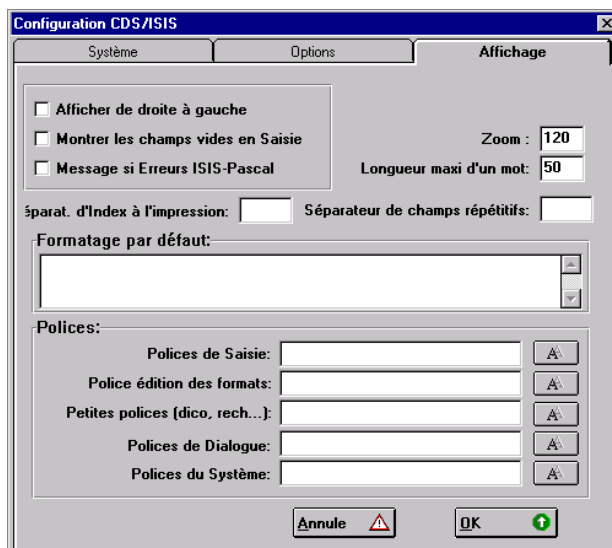 Configuration CDS/ISIS
Système
Options
Affichage
Afficher de droite à gauche
Montrer les champs vides en Saisie
Message si Erreurs ISIS-Pascal
Zoom : 120
Longueur maxi d'un mot: 50
éparat. d'Index à l'impression:
Séparateur de champs répétitifs:
Formatage par défaut:
Polices:
Polices de Saisie:
Police édition des formats:
Petites polices (dico, rech...):
Polices de Dialogue:
Polices du Système:
Annule
OK